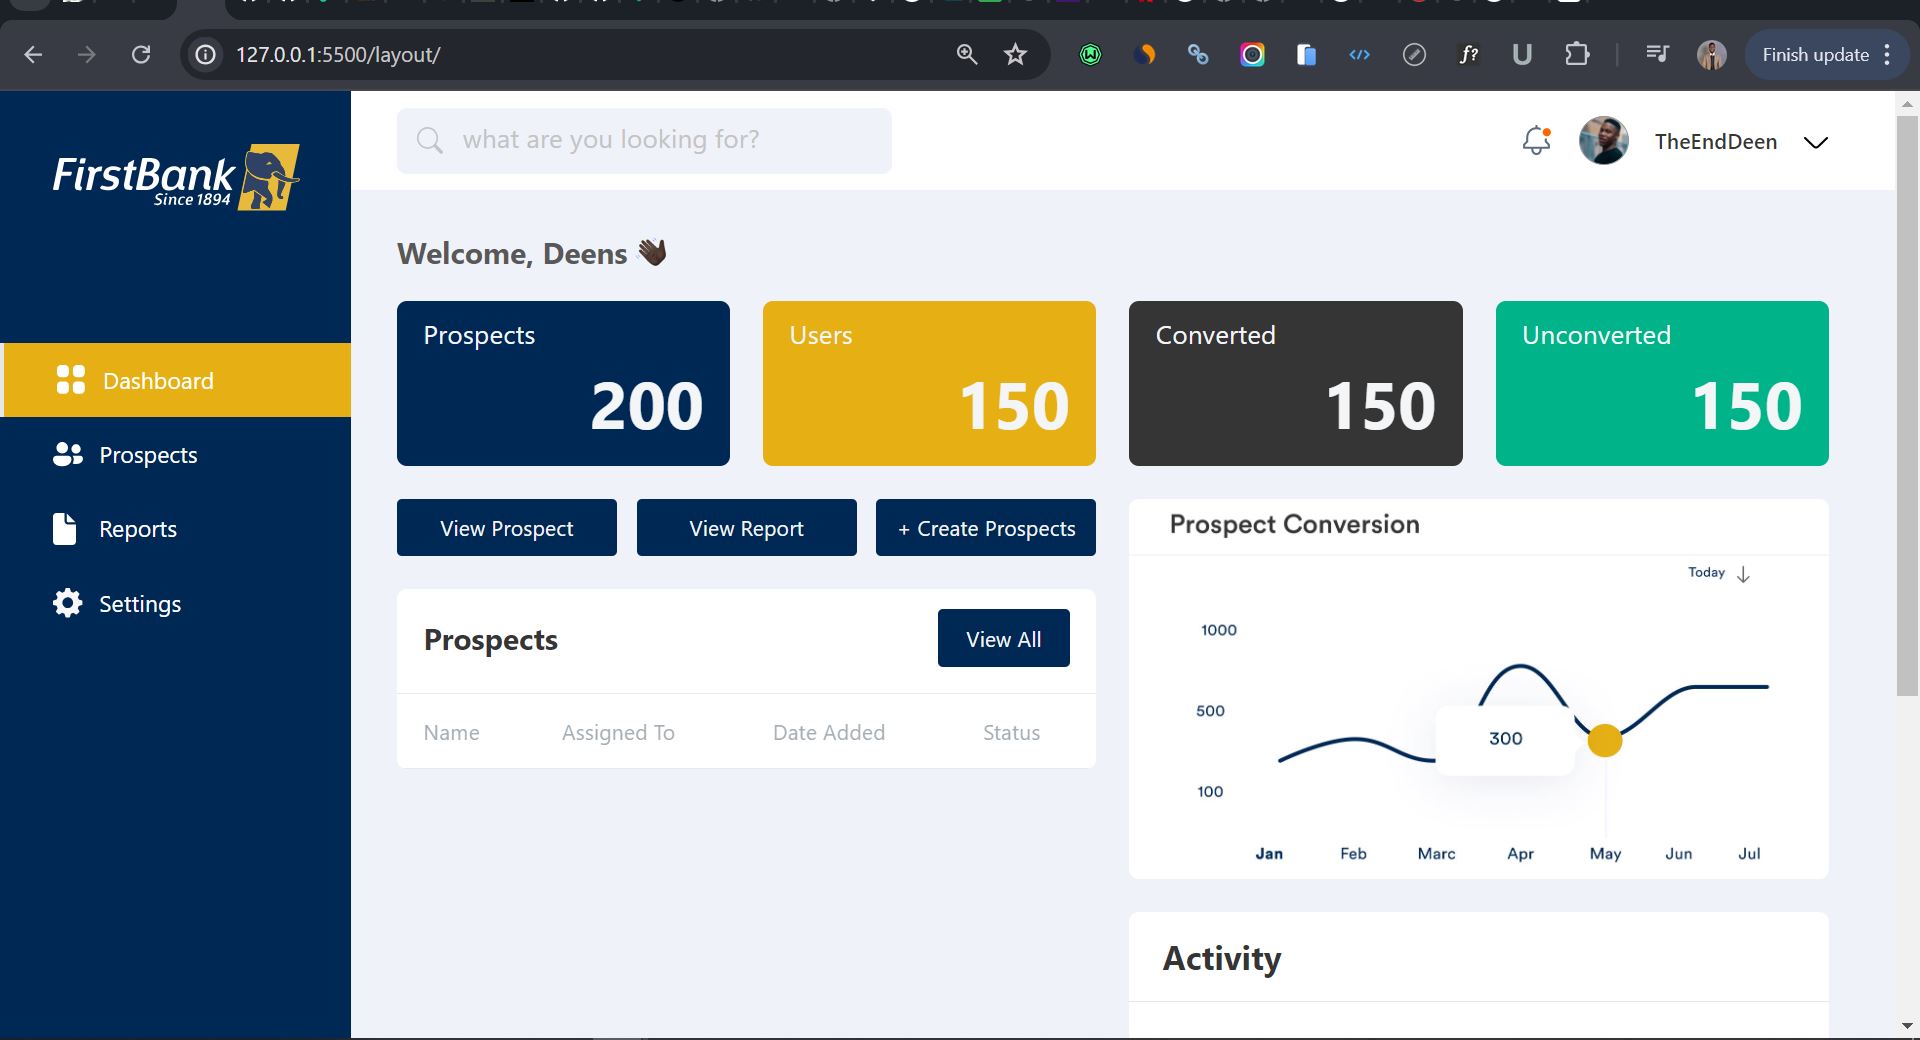 127.0.0.1:5500/layout/
Finish update
FirstBank
Since 1894
what are you looking for?
TheEndDeen
Welcome, Deens 👋🏿
Dashboard
Prospects
Reports
Settings
Prospects
200
Users
150
Converted
150
Unconverted
150
View Prospect
View Report
+ Create Prospects
Prospects
View All
Name Assigned To Date Added Status
Prospect Conversion
Today
1000
500
300
100
Jan Feb Marc Apr May Jun Jul
Activity